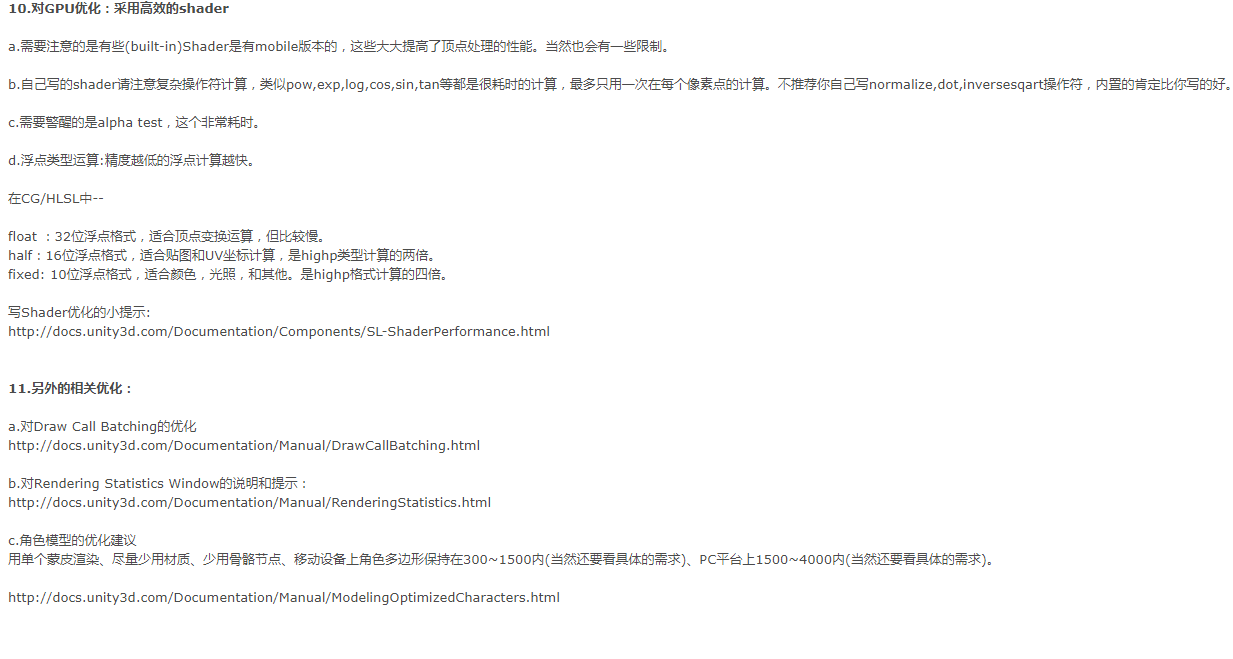 10.对GPU优化：采用高效的shader
a.需要注意的是有些(built-in)Shader是有mobile版本的，这些大大提高了顶点处理的性能。当然也会有一些限制。
b.自己写的shader请注意复杂操作符计算，类似pow,exp,log,cos,sin,tan等都是很耗时的计算，最多只用一次在每个像素点的计算。不推荐你自己写normalize,dot,inversesqart操作符，内置的肯定比你写的好。
c.需要警醒的是alpha test，这个非常耗时。
d.浮点类型运算:精度越低的浮点计算越快。
在CG/HLSL中--
float ：32位浮点格式，适合顶点变换运算，但比较慢。
half：16位浮点格式，适合贴图和UV坐标计算，是highp类型计算的两倍。
fixed: 10位浮点格式，适合颜色，光照，和其他。是highp格式计算的四倍。
写Shader优化的小提示:
http://docs.unity3d.com/Documentation/Components/SL-ShaderPerformance.html
11.另外的相关优化：
a.对Draw Call Batching的优化
http://docs.unity3d.com/Documentation/Manual/DrawCallBatching.html
b.对Rendering Statistics Window的说明和提示：
http://docs.unity3d.com/Documentation/Manual/RenderingStatistics.html
c.角色模型的优化建议
用单个蒙皮渲染、尽量少用材质、少用骨骼节点、移动设备上角色多边形保持在300~1500内(当然还要看具体的需求)、PC平台上1500~4000内(当然还要看具体的需求)。
http://docs.unity3d.com/Documentation/Manual/ModelingOptimizedCharacters.html